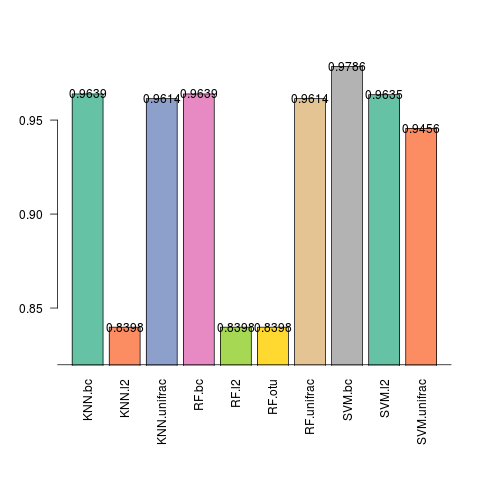 0.9786
0.9639
0.9614
0.9639
0.9614
0.9635
0.9456
0.8398
0.8398
0.8398
0.95
0.90
0.85
KNN.bc
KNN.l2
KNN.unifrac
RF.bc
RF.l2
RF.otu
RF.unifrac
SVM.bc
SVM.l2
SVM.unifrac